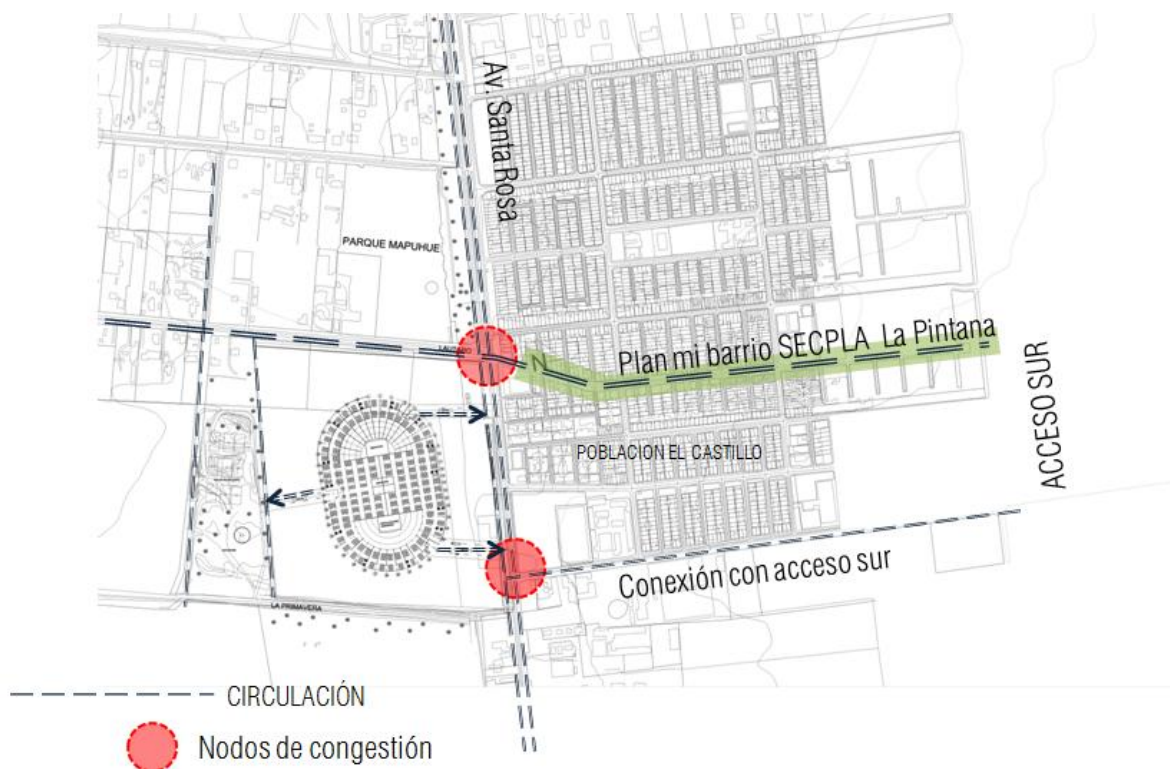 Av. Santa Rosa
PARQUE MAPUHUE
Plan mi barrio SECPLA La Pintana
ACCESO SUR
POBLACION EL CASTILLO
Conexión con acceso sur
LA PRIMAVERA
CIRCULACIÓN
Nodos de congestión